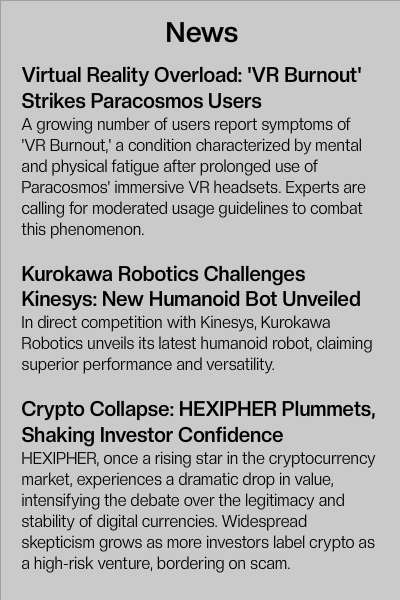 News
Virtual Reality Overload: 'VR Burnout'
Strikes Paracosmos Users
A growing number of users report symptoms of
'VR Burnout,' a condition characterized by mental
and physical fatigue after prolonged use of
Paracosmos' immersive VR headsets. Experts are
calling for moderated usage guidelines to combat
this phenomenon.
Kurokawa Robotics Challenges
Kinesys: New Humanoid Bot Unveiled
In direct competition with Kinesys, Kurokawa
Robotics unveils its latest humanoid robot, claiming
superior performance and versatility.
Crypto Collapse: HEXIPHER Plummets,
Shaking Investor Confidence
HEXIPHER, once a rising star in the cryptocurrency
market, experiences a dramatic drop in value,
intensifying the debate over the legitimacy and
stability of digital currencies. Widespread
skepticism grows as more investors label crypto as
a high-risk venture, bordering on scam.